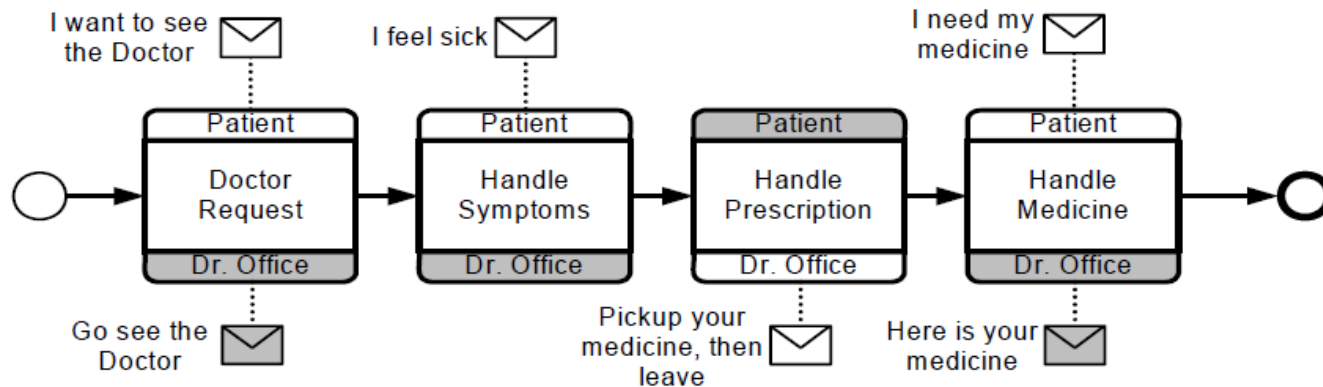 I want to see
the Doctor
I feel sick
I need my
medicine
Patient
Patient
Patient
Patient
Doctor
Request
Handle
Symptoms
Handle
Prescription
Handle
Medicine
Dr. Office
Dr. Office
Dr. Office
Dr. Office
Go see the
Doctor
Pickup your
medicine, then
leave
Here is your
medicine